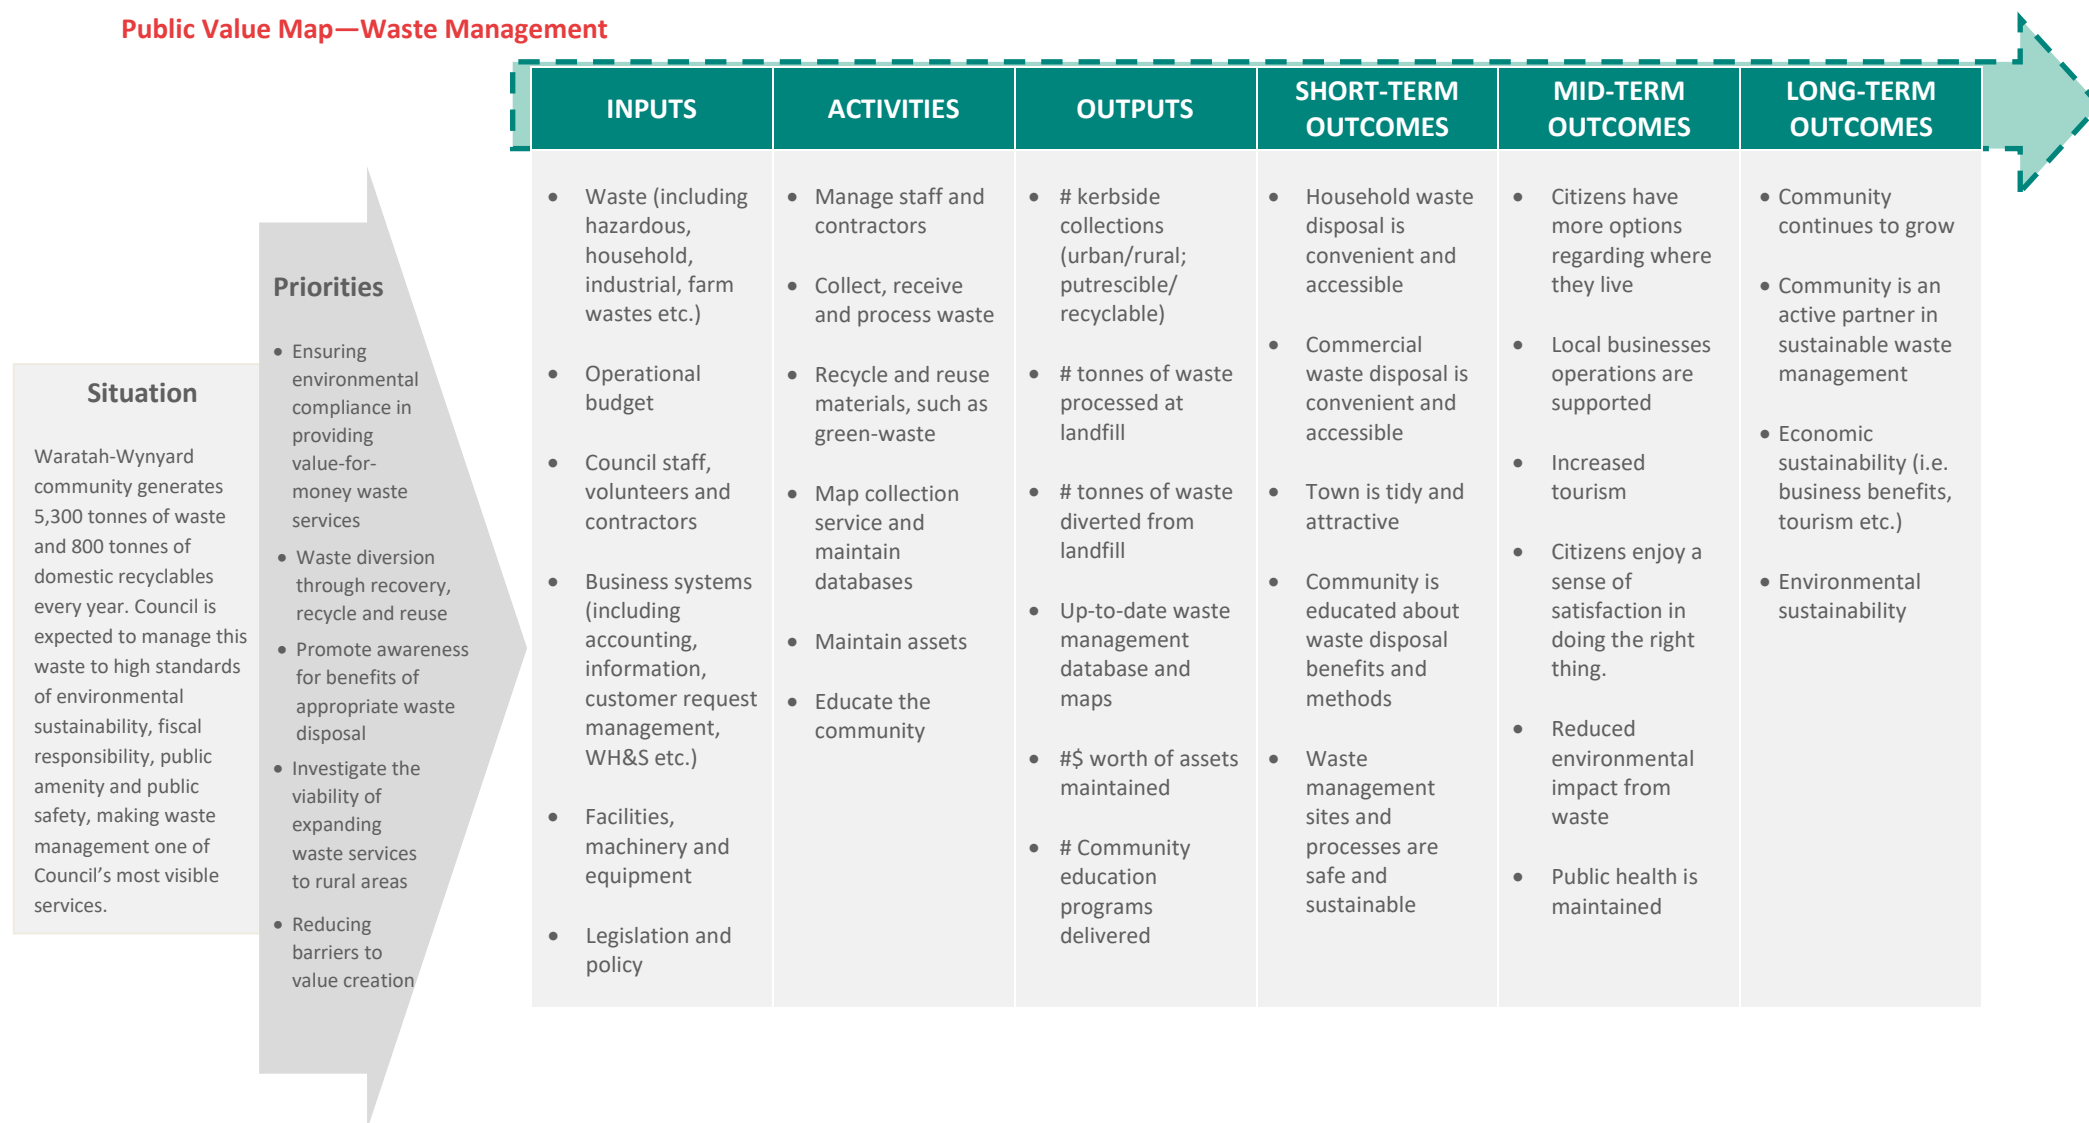 Public Value Map—Waste Management
Situation
Waratah-Wynyard
community generates
5,300 tonnes of waste
and 800 tonnes of
domestic recyclables
every year. Council is
expected to manage this
waste to high standards
of environmental
sustainability, fiscal
responsibility, public
amenity and public
safety, making waste
management one of
Council's most visible
services.
Priorities
• Ensuring
environmental
compliance in
providing
value-for-
money waste
services
• Waste diversion
through recovery,
recycle and reuse
• Promote awareness
for benefits of
appropriate waste
disposal
• Investigate the
viability of
expanding
waste services
to rural areas
• Reducing
barriers to
value creation
INPUTS
• Waste (including
hazardous,
household,
industrial, farm
wastes etc.)
• Operational
budget
• Council staff,
volunteers and
contractors
• Business systems
(including
accounting,
information,
customer request
management,
WH&S etc.)
• Facilities,
machinery and
equipment
• Legislation and
policy
ACTIVITIES
• Manage staff and
contractors
• Collect, receive
and process waste
• Recycle and reuse
materials, such as
green-waste
• Map collection
service and
maintain
databases
• Maintain assets
• Educate the
community
OUTPUTS
• # kerbside
collections
(urban/rural;
putrescible/
recyclable)
• # tonnes of waste
processed at
landfill
• # tonnes of waste
diverted from
landfill
• Up-to-date waste
management
database and
maps
• #$ worth of assets
maintained
• # Community
education
programs
delivered
SHORT-TERM
OUTCOMES
• Household waste
disposal is
convenient and
accessible
• Commercial
waste disposal is
convenient and
accessible
• Town is tidy and
attractive
• Community is
educated about
waste disposal
benefits and
methods
• Waste
management
sites and
processes are
safe and
sustainable
MID-TERM
OUTCOMES
• Citizens have
more options
regarding where
they live
• Local businesses
operations are
supported
• Increased
tourism
• Citizens enjoy a
sense of
satisfaction in
doing the right
thing.
• Reduced
environmental
impact from
waste
• Public health is
maintained
LONG-TERM
OUTCOMES
• Community
continues to grow
• Community is an
active partner in
sustainable waste
management
• Economic
sustainability (i.e.
business benefits,
tourism etc.)
• Environmental
sustainability